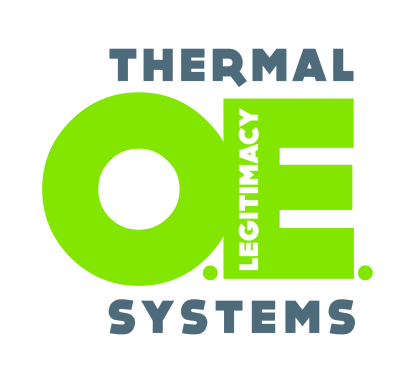 THERMAL
O.E.
LEGITIMACY
SYSTEMS